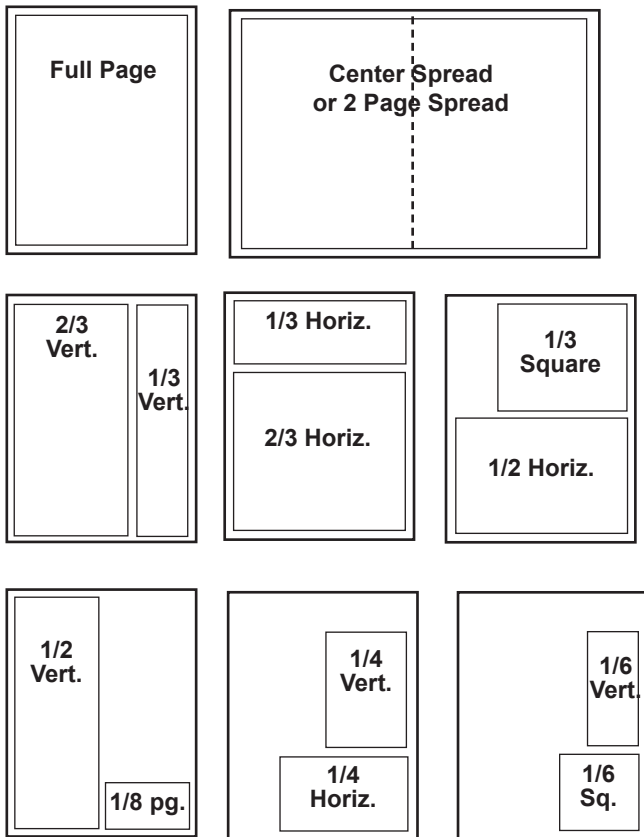 Full Page
Center Spread
or 2 Page Spread
2/3
Vert.
1/3
Vert.
1/3 Horiz.
2/3 Horiz.
1/3
Square
1/2 Horiz.
1/2
Vert.
1/8 pg.
1/4
Vert.
1/4
Horiz.
1/6
Vert.
1/6
Sq.